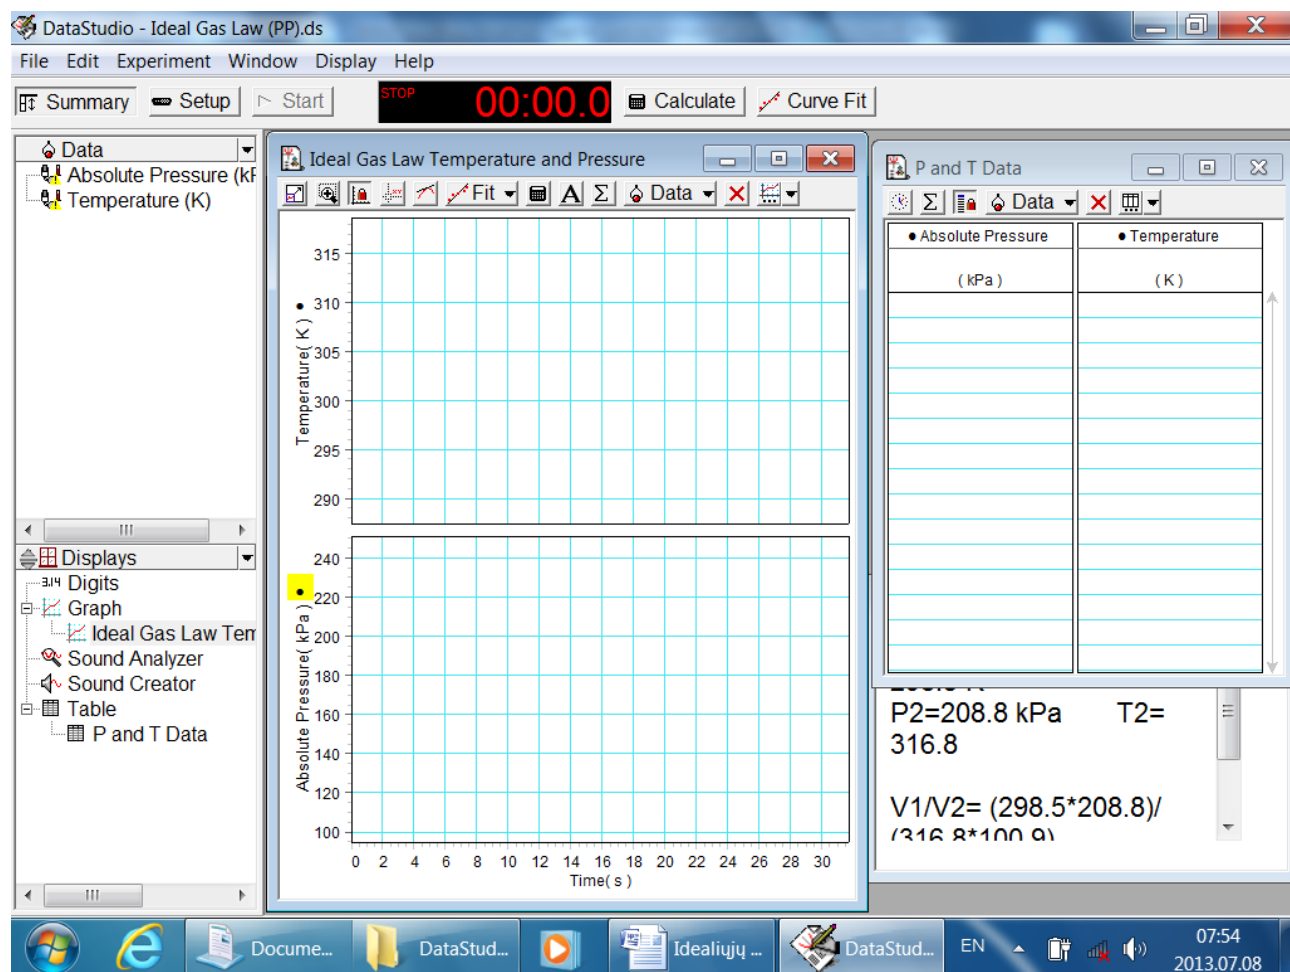 DataStudio - Ideal Gas Law (PP).ds
File Edit Experiment Window Display Help
Summary Setup Start STOP 00:00.0 Calculate Curve Fit
Data
Absolute Pressure (kP
Temperature (K)
Displays
3.14 Digits
Graph
Ideal Gas Law Tem
Sound Analyzer
Sound Creator
Table
P and T Data
Ideal Gas Law Temperature and Pressure
Fit A Σ Data
315
310
305
300
295
290
Temperature( K )
240
220
200
180
160
140
120
100
Absolute Pressure( kPa )
0 2 4 6 8 10 12 14 16 18 20 22 24 26 28 30
Time( s )
P and T Data
Σ Data
Absolute Pressure Temperature
( kPa ) ( K )
P2=208.8 kPa T2=
316.8
V1/V2= (298.5*208.8)/
(316.8*100.9)
Docume... DataStud... Idealiųjų ... DataStud... EN 07:54
2013.07.08